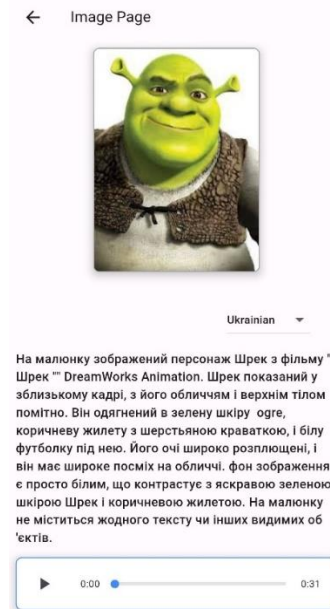 Image Page
Ukrainian
На малюнку зображений персонаж Шрек з фільму "
Шрек "" DreamWorks Animation. Шрек показаний у
зблизькому кадрі, з його обличчям і верхнім тілом
помітно. Він одягнений в зелену шкіру ogre,
коричневу жилету з шерстьяною краваткою, і білу
футболку під нею. Його очі широко розплющені, і
він має широке посміх на обличчі. фон зображення
є просто білим, що контрастує з яскравою зеленою
шкірою Шрек і коричневою жилетою. На малюнку
не міститься жодного тексту чи інших видимих об
'єктів.
0:00 0:31